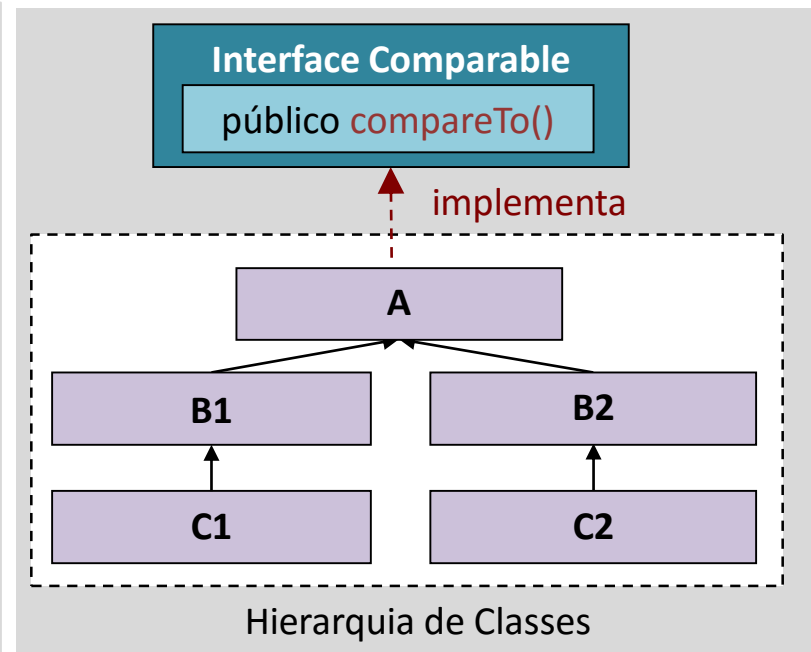 Interface Comparable
público compareTo()
implementa
A
B1
B2
C1
C2
Hierarquia de Classes